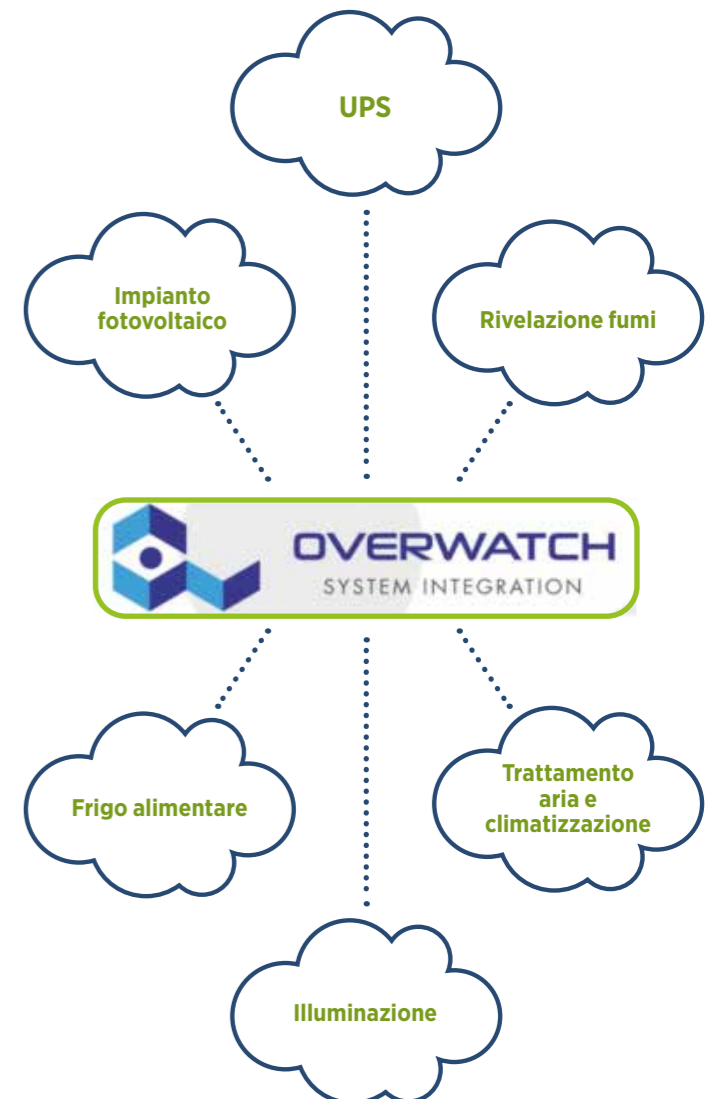 UPS
Impianto
fotovoltaico
Rivelazione fumi
OVERWATCH
SYSTEM INTEGRATION
Frigo alimentare
Trattamento
aria e
climatizzazione
Illuminazione